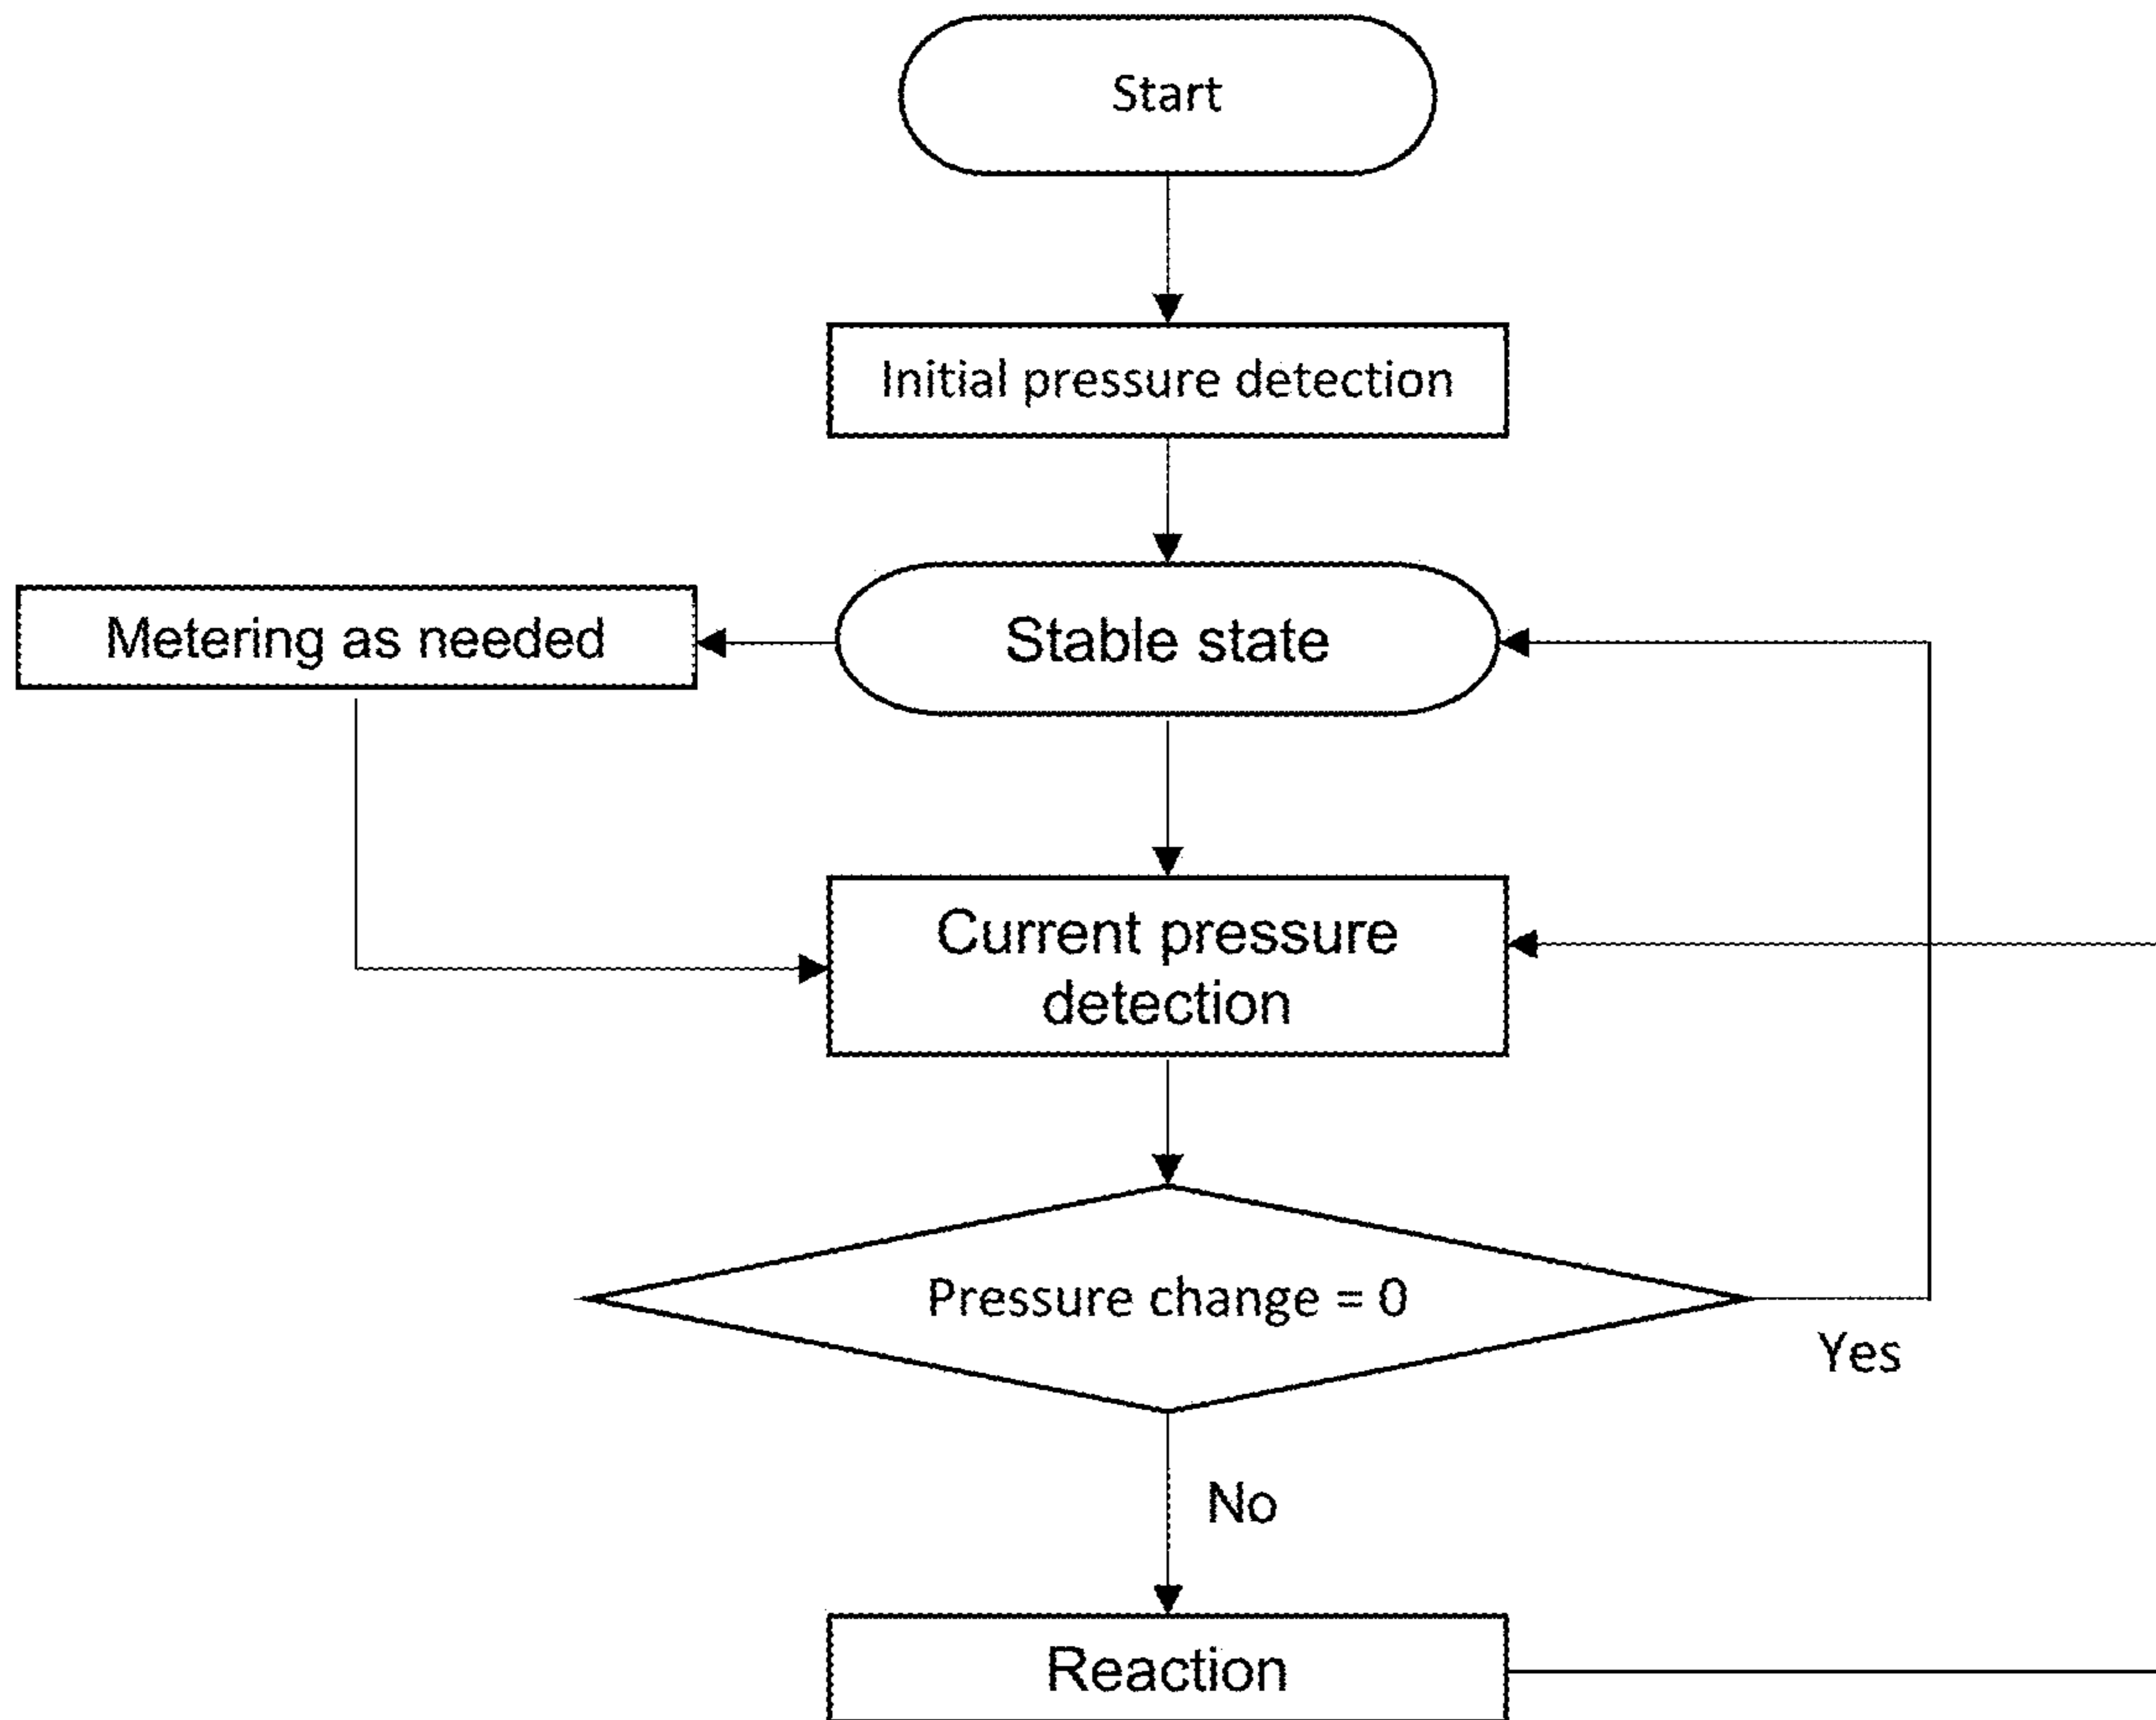 Start
Initial pressure detection
Metering as needed
Stable state
Current pressure
detection
Pressure change = 0
Yes
No
Reaction